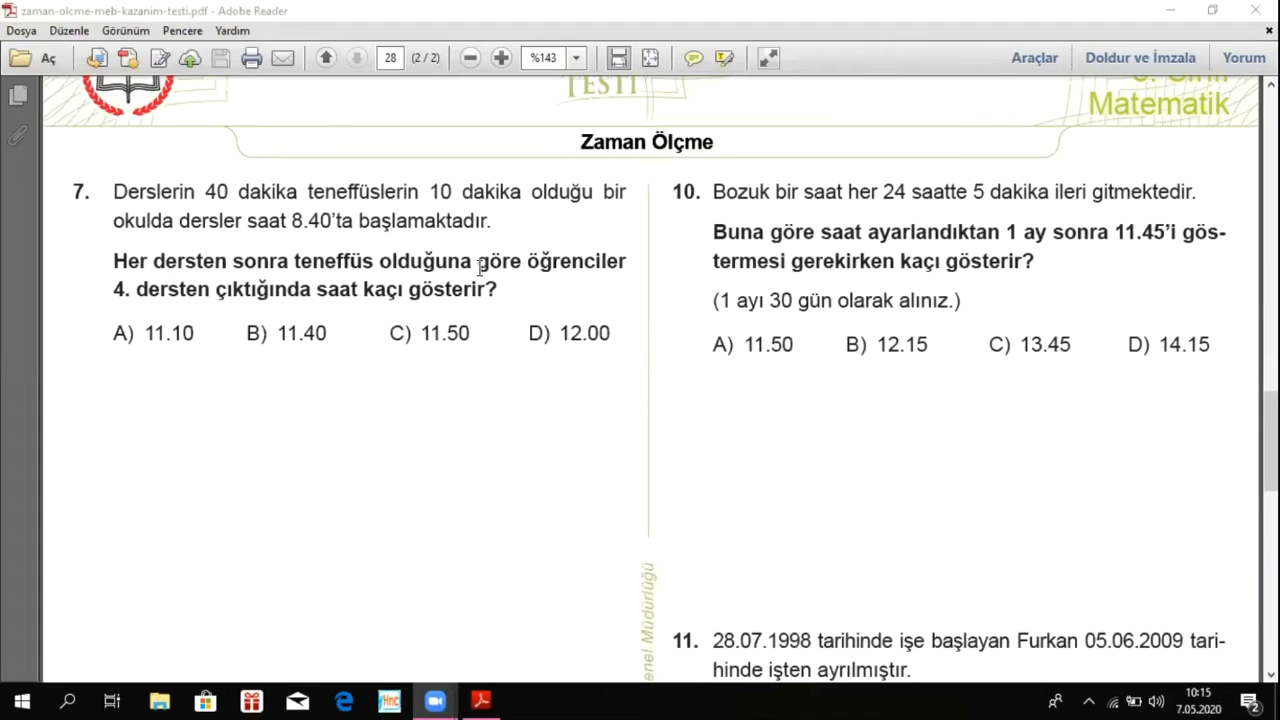 zaman-olcme-meb-kazanim-testi.pdf - Adobe Reader
Dosya Düzenle Görünüm Pencere Yardım
Aç 28 (2 / 2) %143 Araçlar Doldur ve İmzala Yorum
TESTİ
Matematik
Zaman Ölçme
7. Derslerin 40 dakika teneffüslerin 10 dakika olduğu bir
okulda dersler saat 8.40'ta başlamaktadır.
Her dersten sonra teneffüs olduğuna göre öğrenciler
4. dersten çıktığında saat kaçı gösterir?
A) 11.10 B) 11.40 C) 11.50 D) 12.00
10. Bozuk bir saat her 24 saatte 5 dakika ileri gitmektedir.
Buna göre saat ayarlandıktan 1 ay sonra 11.45'i gös-
termesi gerekirken kaçı gösterir?
(1 ayı 30 gün olarak alınız.)
A) 11.50 B) 12.15 C) 13.45 D) 14.15
enel Müdürlüğü
11. 28.07.1998 tarihinde işe başlayan Furkan 05.06.2009 tari-
hinde işten ayrılmıştır.
Hnc
10:15
7.05.2020
2